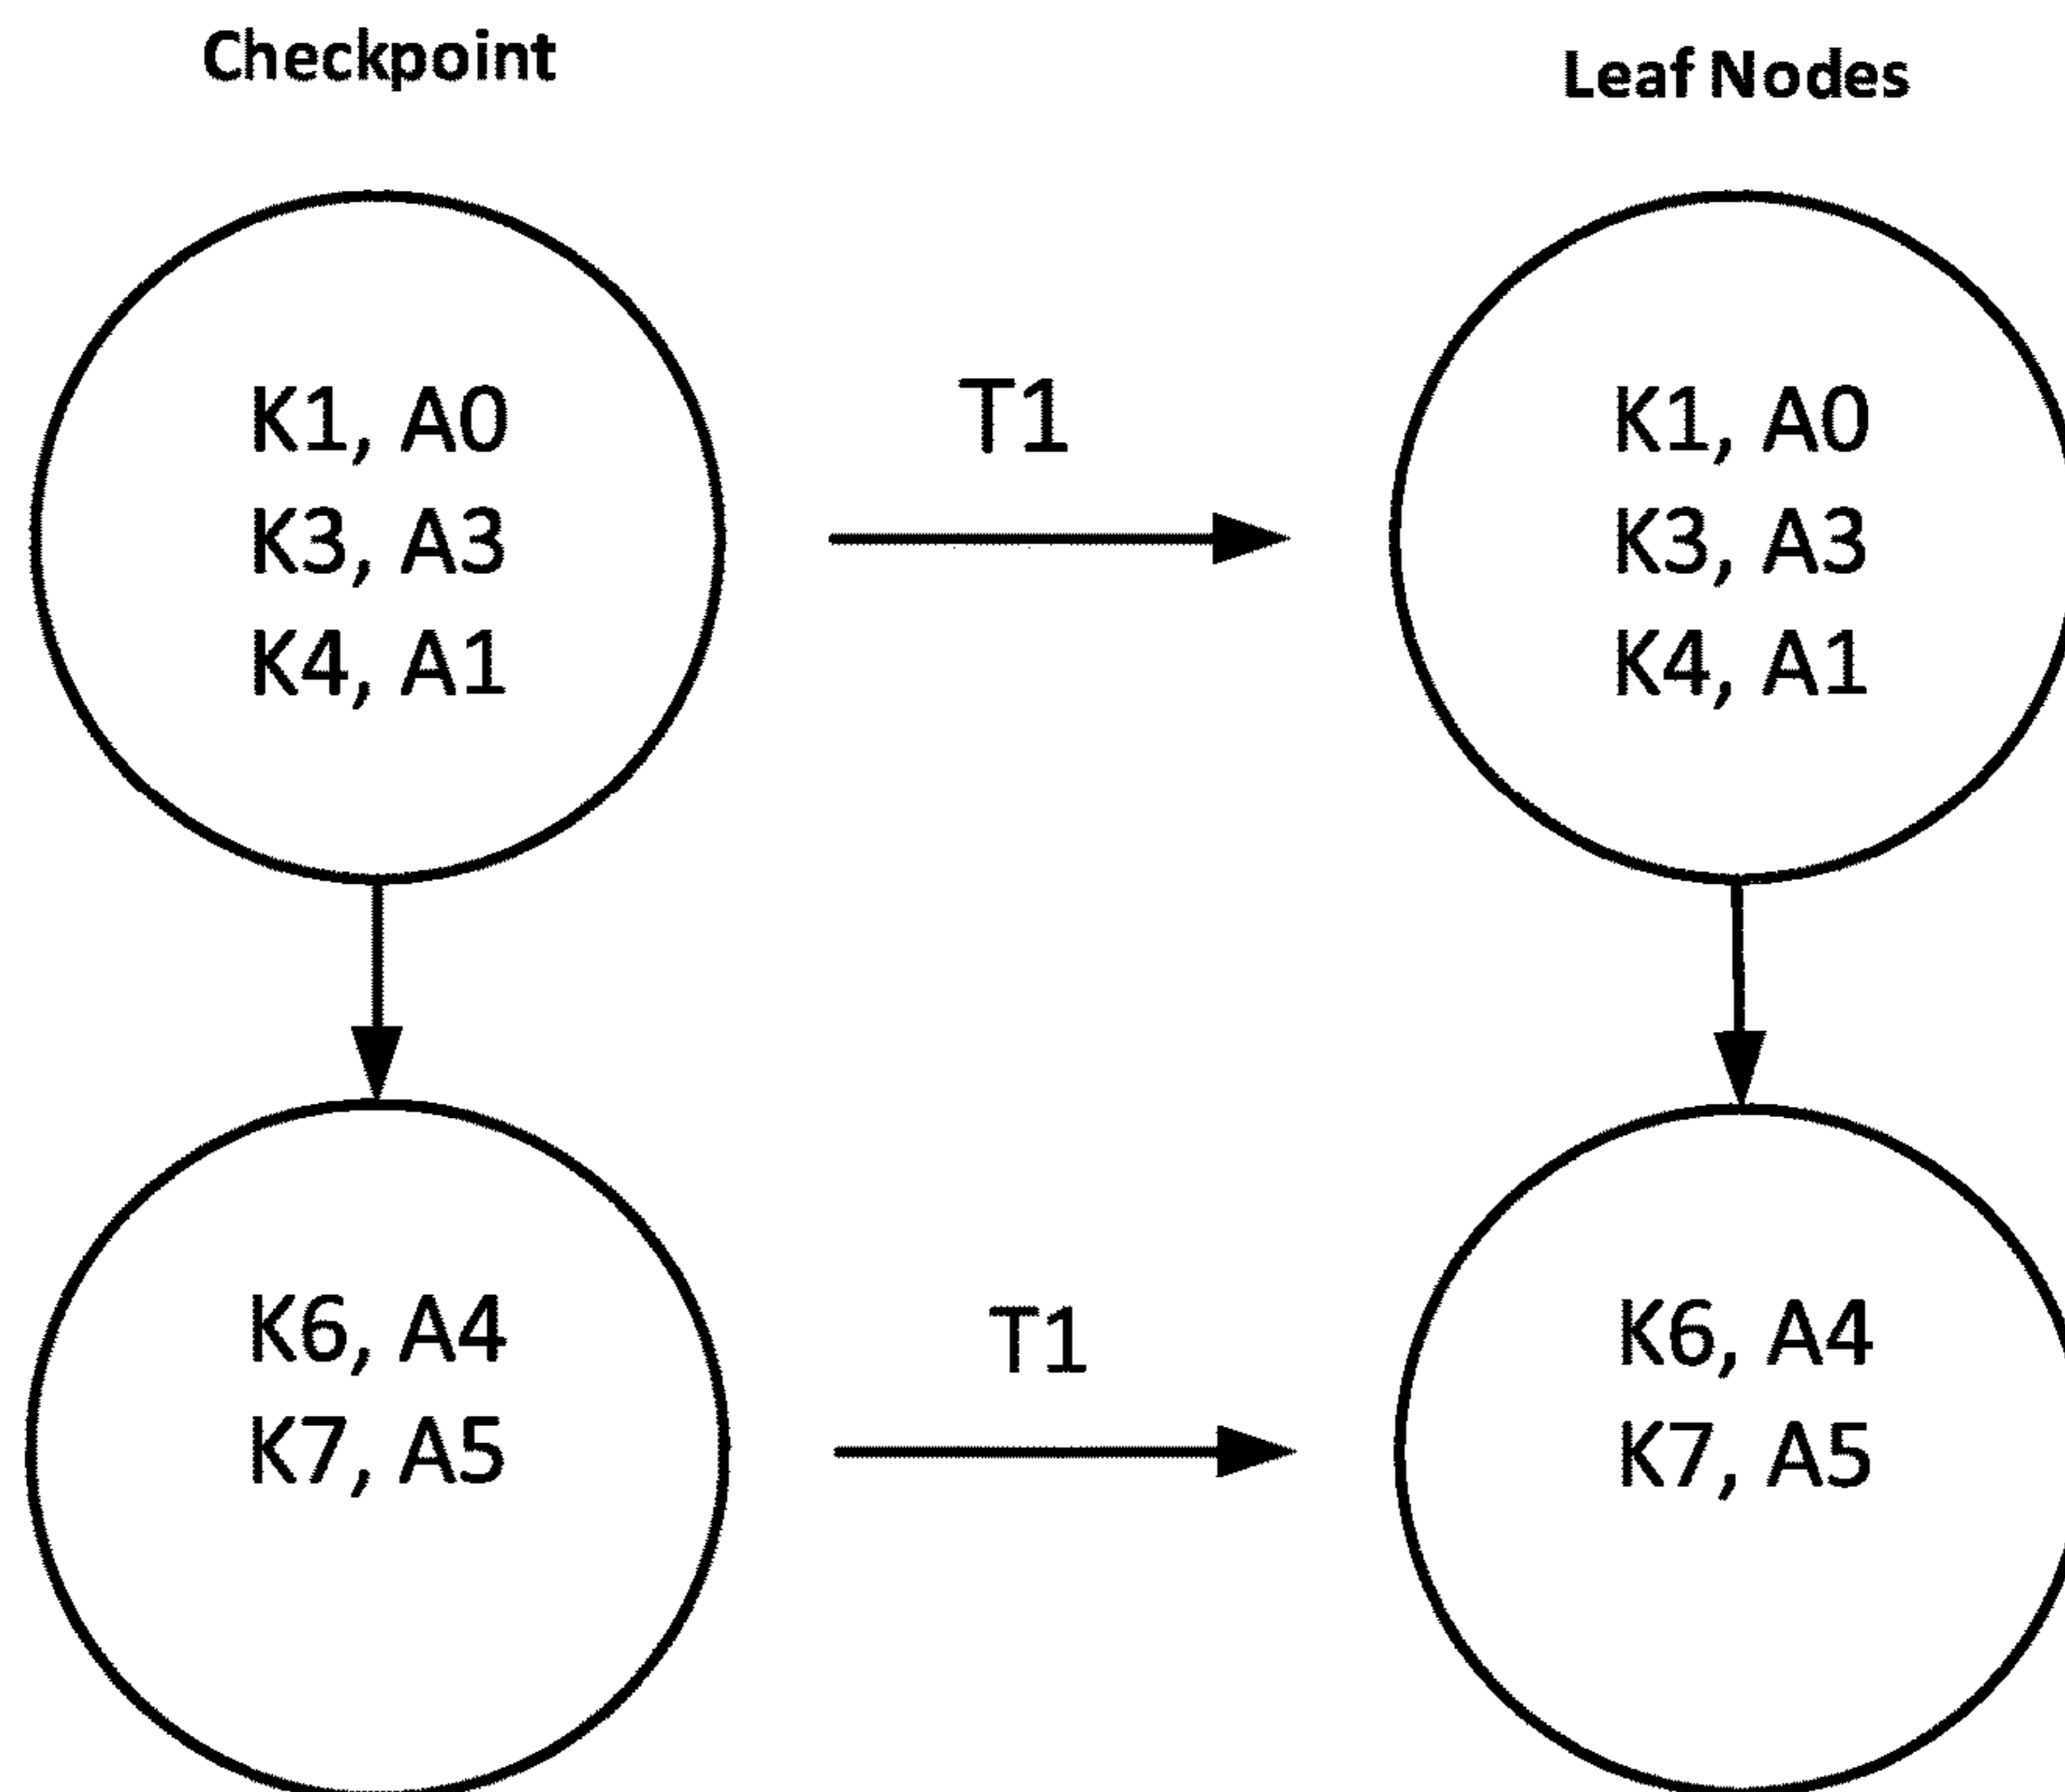 Checkpoint
Leaf Nodes
K1, A0
K3, A3
K4, A1
T1
K1, A0
K3, A3
K4, A1
K6, A4
K7, A5
T1
K6, A4
K7, A5